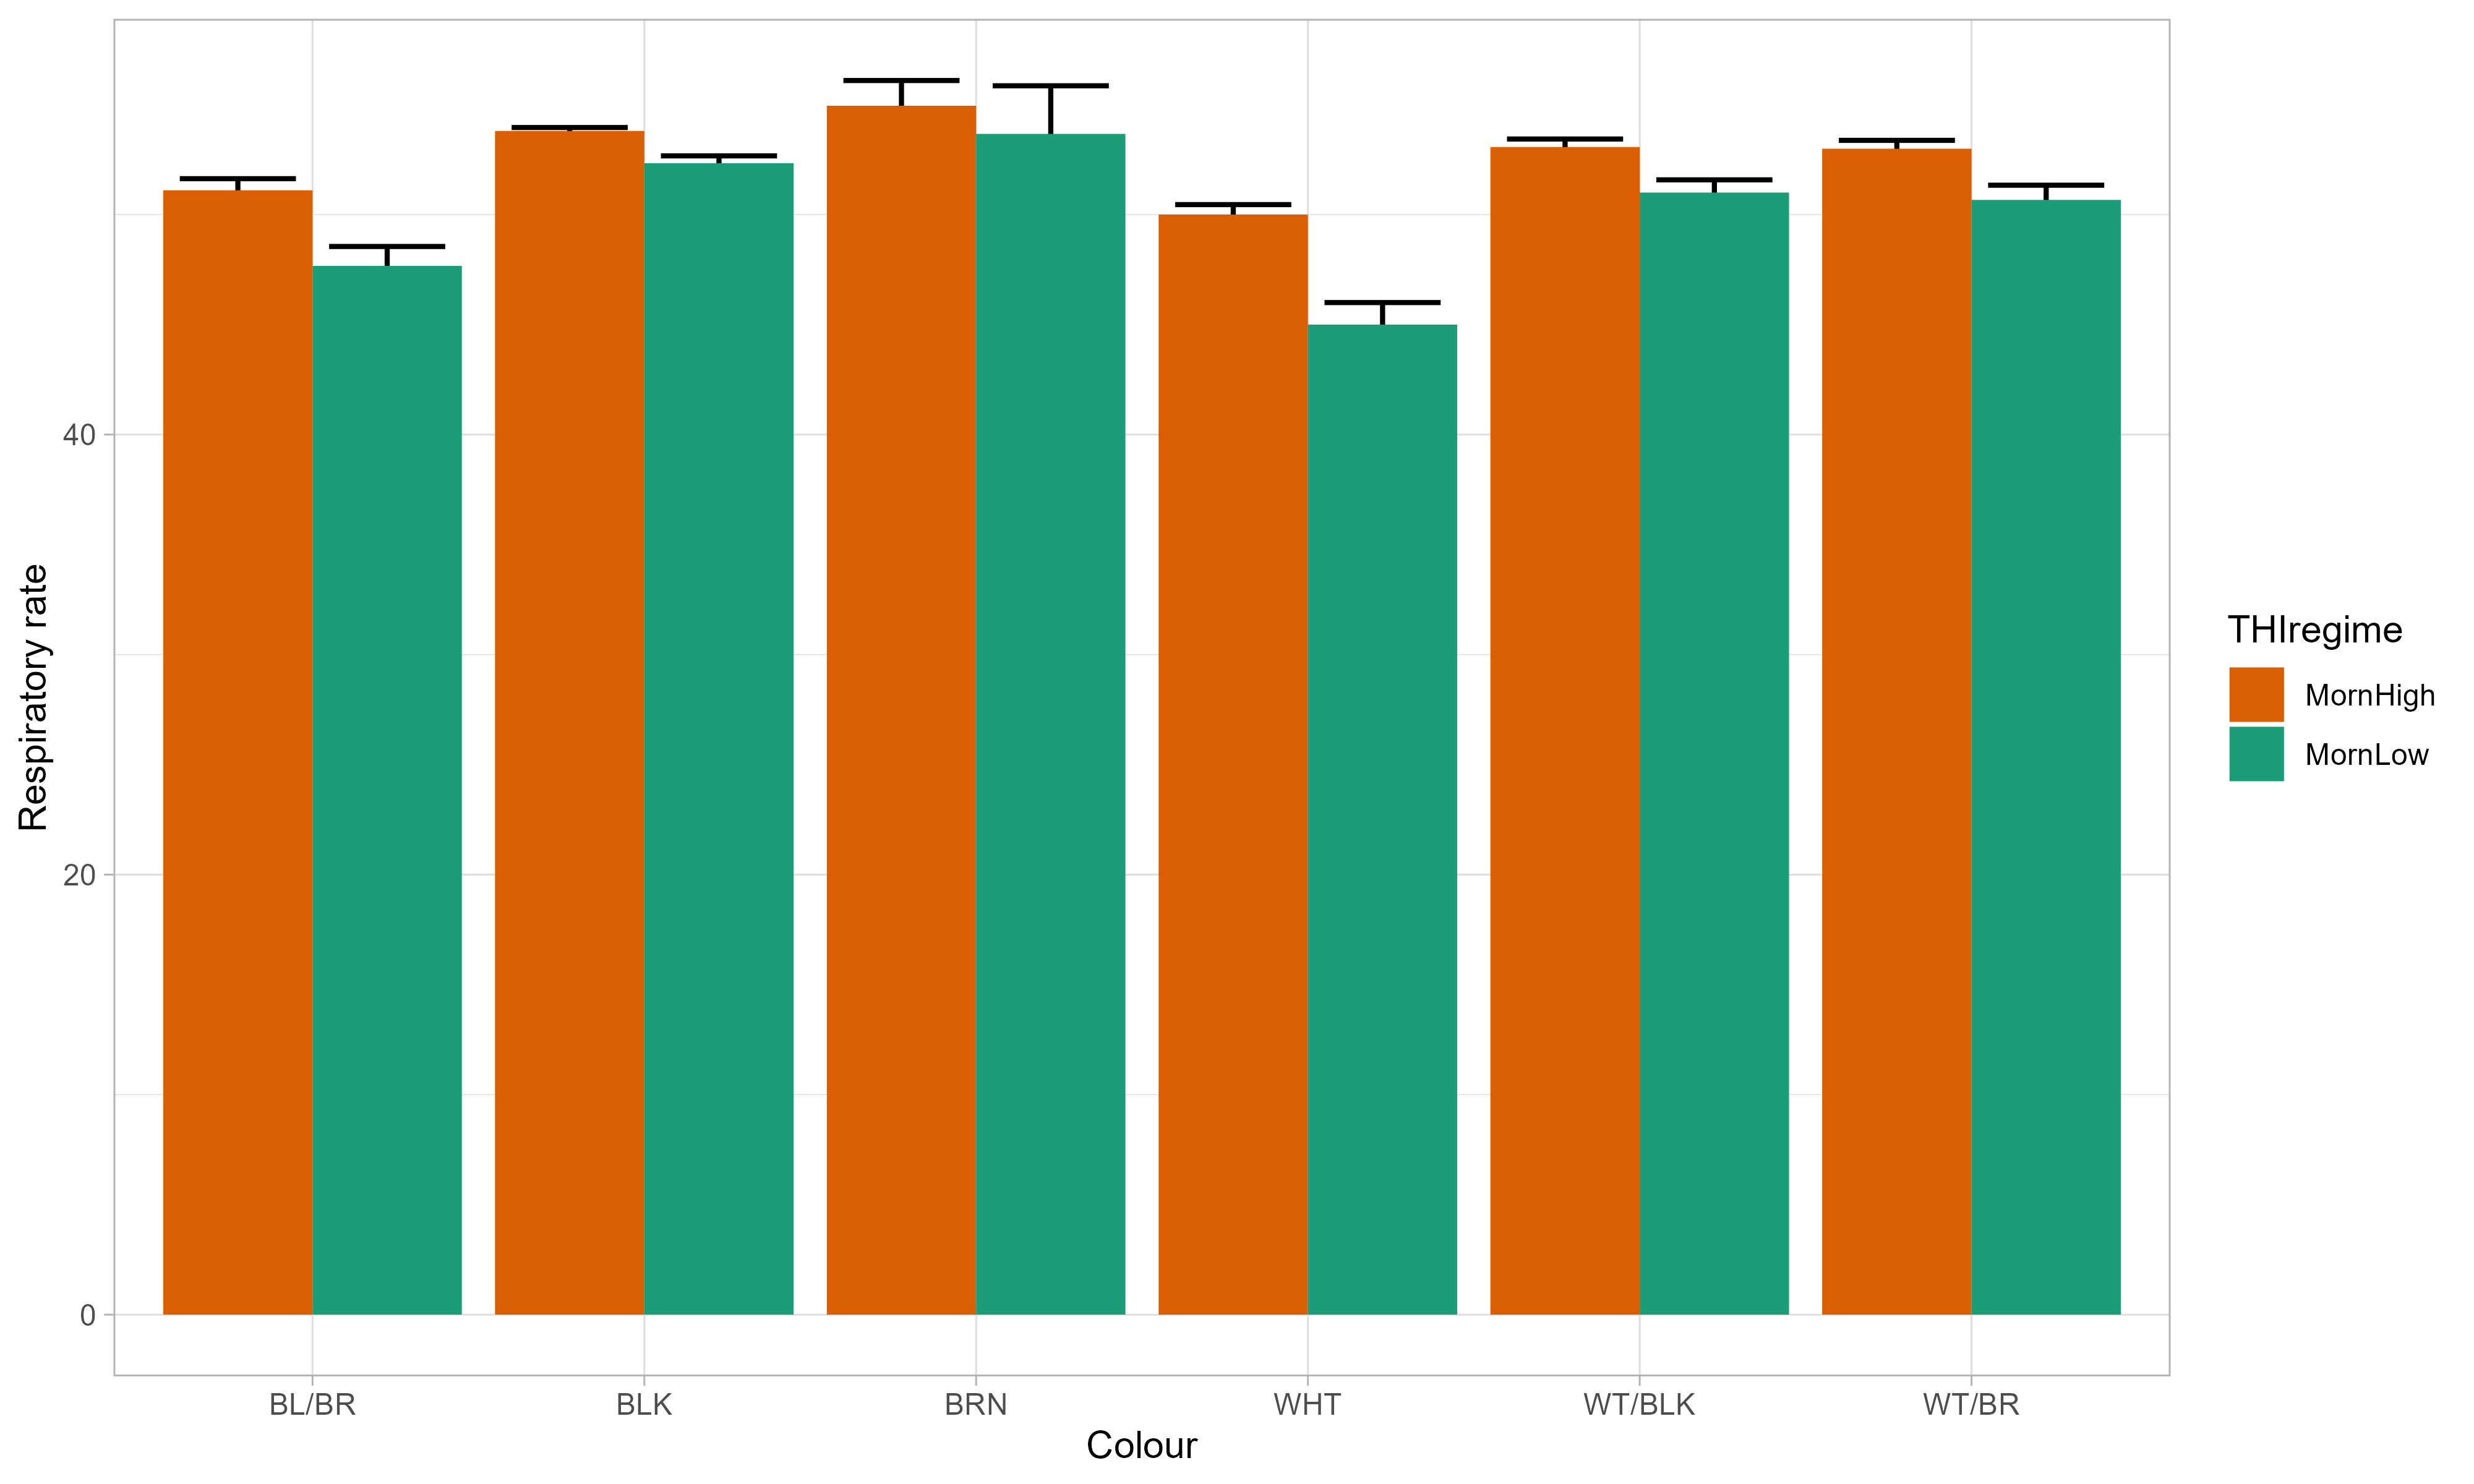 Respiratory rate
40
20
0
BL/BR
BLK
BRN
WHT
WT/BLK
WT/BR
Colour
THIregime
MornHigh
MornLow